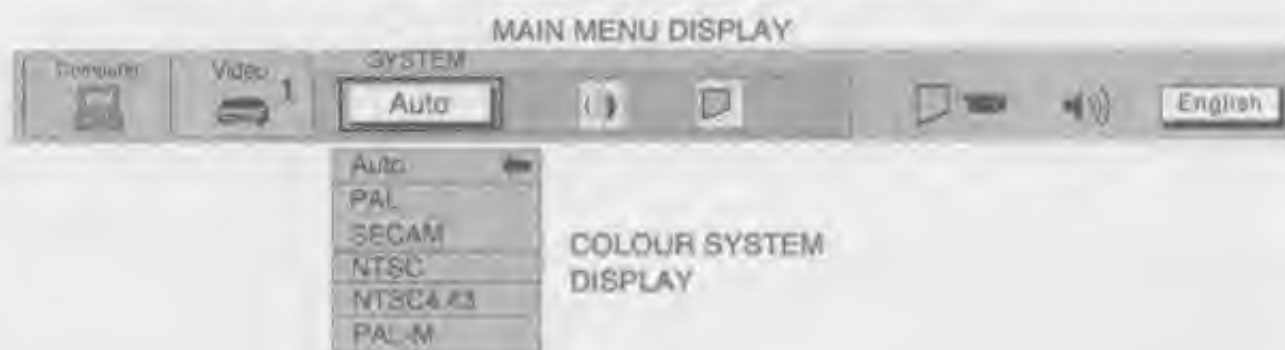 MAIN MENU DISPLAY
Computer
Video 1
SYSTEM
Auto
English
Auto
PAL
SECAM
NTSC
NTSC4.43
PAL-M
COLOUR SYSTEM
DISPLAY